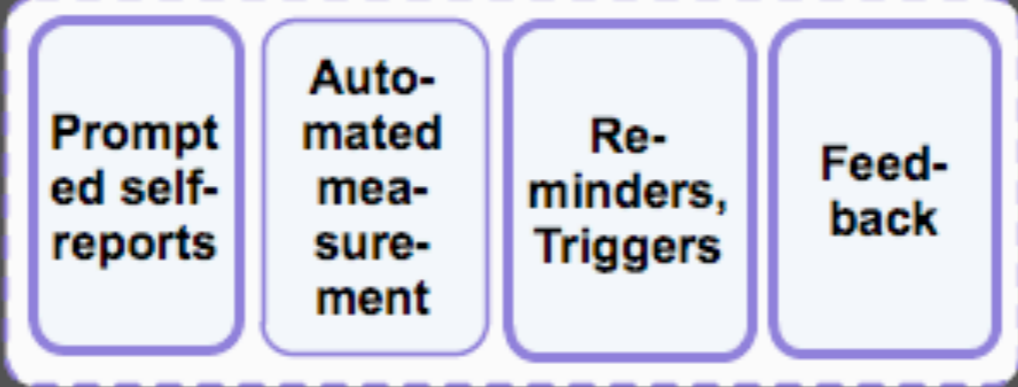 Prompt
ed self-
reports
Auto-
mated
mea-
sure-
ment
Re-
minders,
Triggers
Feed-
back